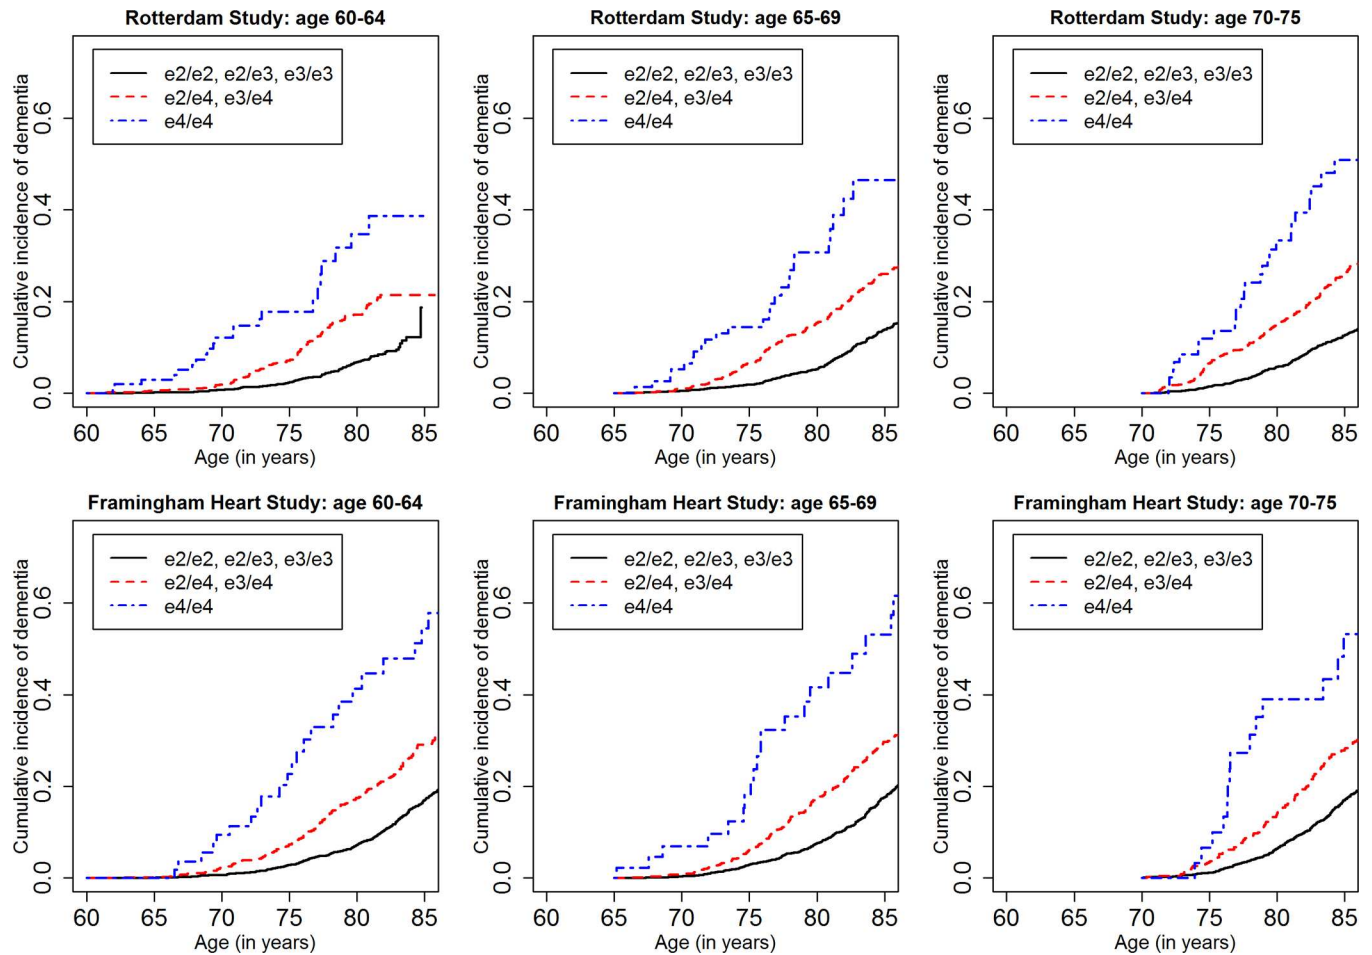 Rotterdam Study: age 60-64
Cumulative incidence of dementia
0.0 0.2 0.4 0.6
e2/e2, e2/e3, e3/e3
e2/e4, e3/e4
e4/e4
60 65 70 75 80 85
Age (in years)
Rotterdam Study: age 65-69
Cumulative incidence of dementia
0.0 0.2 0.4 0.6
e2/e2, e2/e3, e3/e3
e2/e4, e3/e4
e4/e4
60 65 70 75 80 85
Age (in years)
Rotterdam Study: age 70-75
Cumulative incidence of dementia
0.0 0.2 0.4 0.6
e2/e2, e2/e3, e3/e3
e2/e4, e3/e4
e4/e4
60 65 70 75 80 85
Age (in years)
Framingham Heart Study: age 60-64
Cumulative incidence of dementia
0.0 0.2 0.4 0.6
e2/e2, e2/e3, e3/e3
e2/e4, e3/e4
e4/e4
60 65 70 75 80 85
Age (in years)
Framingham Heart Study: age 65-69
Cumulative incidence of dementia
0.0 0.2 0.4 0.6
e2/e2, e2/e3, e3/e3
e2/e4, e3/e4
e4/e4
60 65 70 75 80 85
Age (in years)
Framingham Heart Study: age 70-75
Cumulative incidence of dementia
0.0 0.2 0.4 0.6
e2/e2, e2/e3, e3/e3
e2/e4, e3/e4
e4/e4
60 65 70 75 80 85
Age (in years)